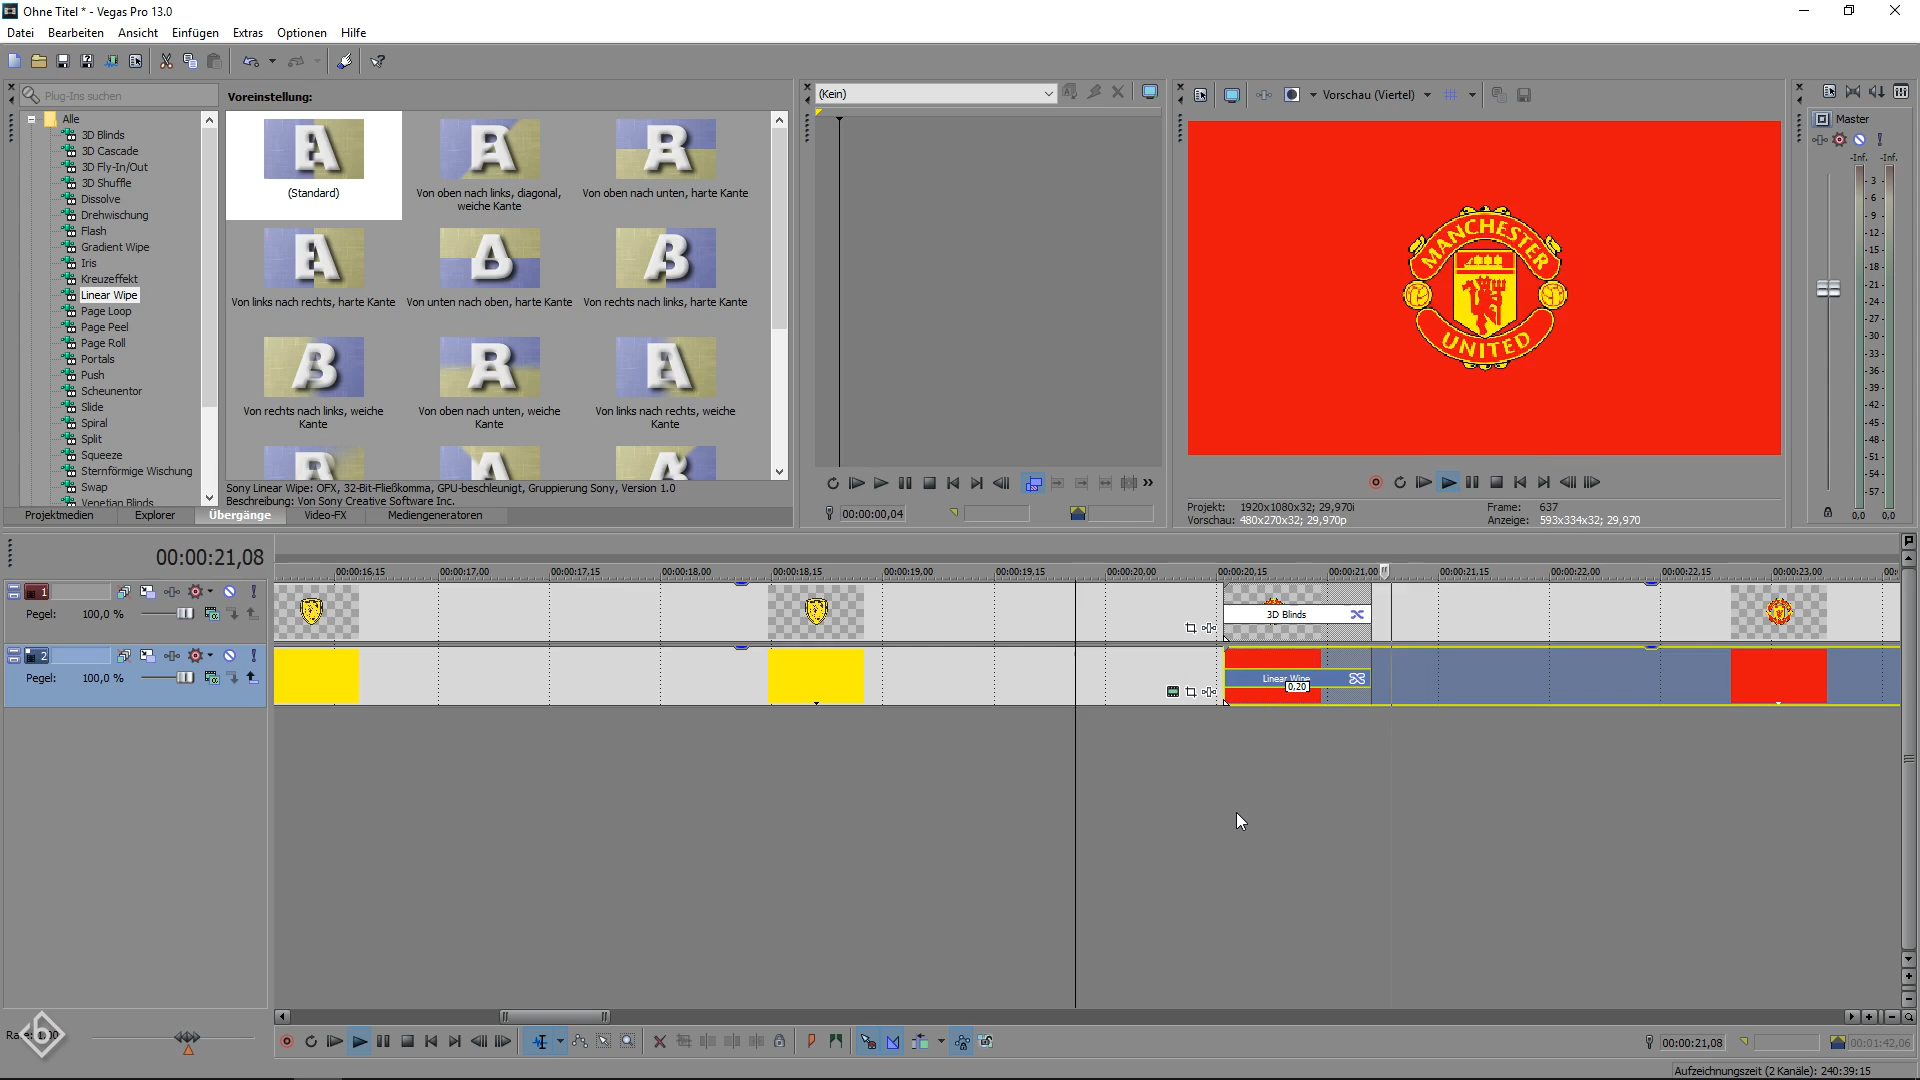 Ohne Titel * - Vegas Pro 13.0
Datei Bearbeiten Ansicht Einfügen Extras Optionen Hilfe
Plug-Ins suchen
Alle
3D Blinds
3D Cascade
3D Fly-In/Out
3D Shuffle
Dissolve
Drehwischung
Flash
Gradient Wipe
Iris
Kreuzeffekt
Linear Wipe
Page Loop
Page Peel
Page Roll
Portals
Push
Scheunentor
Slide
Spiral
Split
Squeeze
Sternförmige Wischung
Swap
Venetian Blinds
Voreinstellung:
(Standard)
Von oben nach links, diagonal, weiche Kante
Von oben nach unten, harte Kante
Von links nach rechts, harte Kante
Von unten nach oben, harte Kante
Von rechts nach links, harte Kante
Von rechts nach links, weiche Kante
Von oben nach unten, weiche Kante
Von links nach rechts, weiche Kante
Sony Linear Wipe: OFX, 32-Bit-Fließkomma, GPU-beschleunigt, Gruppierung Sony, Version 1.0
Beschreibung: Von Sony Creative Software Inc.
Projektmedien Explorer Übergänge Video-FX Mediengeneratoren
(Kein)
00:00:00,04
Vorschau (Viertel)
MANCHESTER
UNITED
Projekt: 1920x1080x32; 29,970i
Vorschau: 480x270x32; 29,970p
Frame: 637
Anzeige: 593x334x32; 29,970
Master
-Inf. -Inf.
- 3 -
- 6 -
- 9 -
-12-
-15-
-18-
-21-
-24-
-27-
-30-
-33-
-36-
-39-
-42-
-45-
-48-
-51-
-54-
-57-
0,0 0,0
00:00:21,08
00:00:16,15 00:00:17,00 00:00:17,15 00:00:18,00 00:00:18,15 00:00:19,00 00:00:19,15 00:00:20,00 00:00:20,15 00:00:21,00 00:00:21,15 00:00:22,00 00:00:22,15 00:00:23,00 00:0
1
Pegel: 100,0 %
3D Blinds
2
Pegel: 100,0 %
Linear Wipe
0,20
Rate: 1,00
00:00:21,08
00:01:42,06
Aufzeichnungszeit (2 Kanäle): 240:39:15